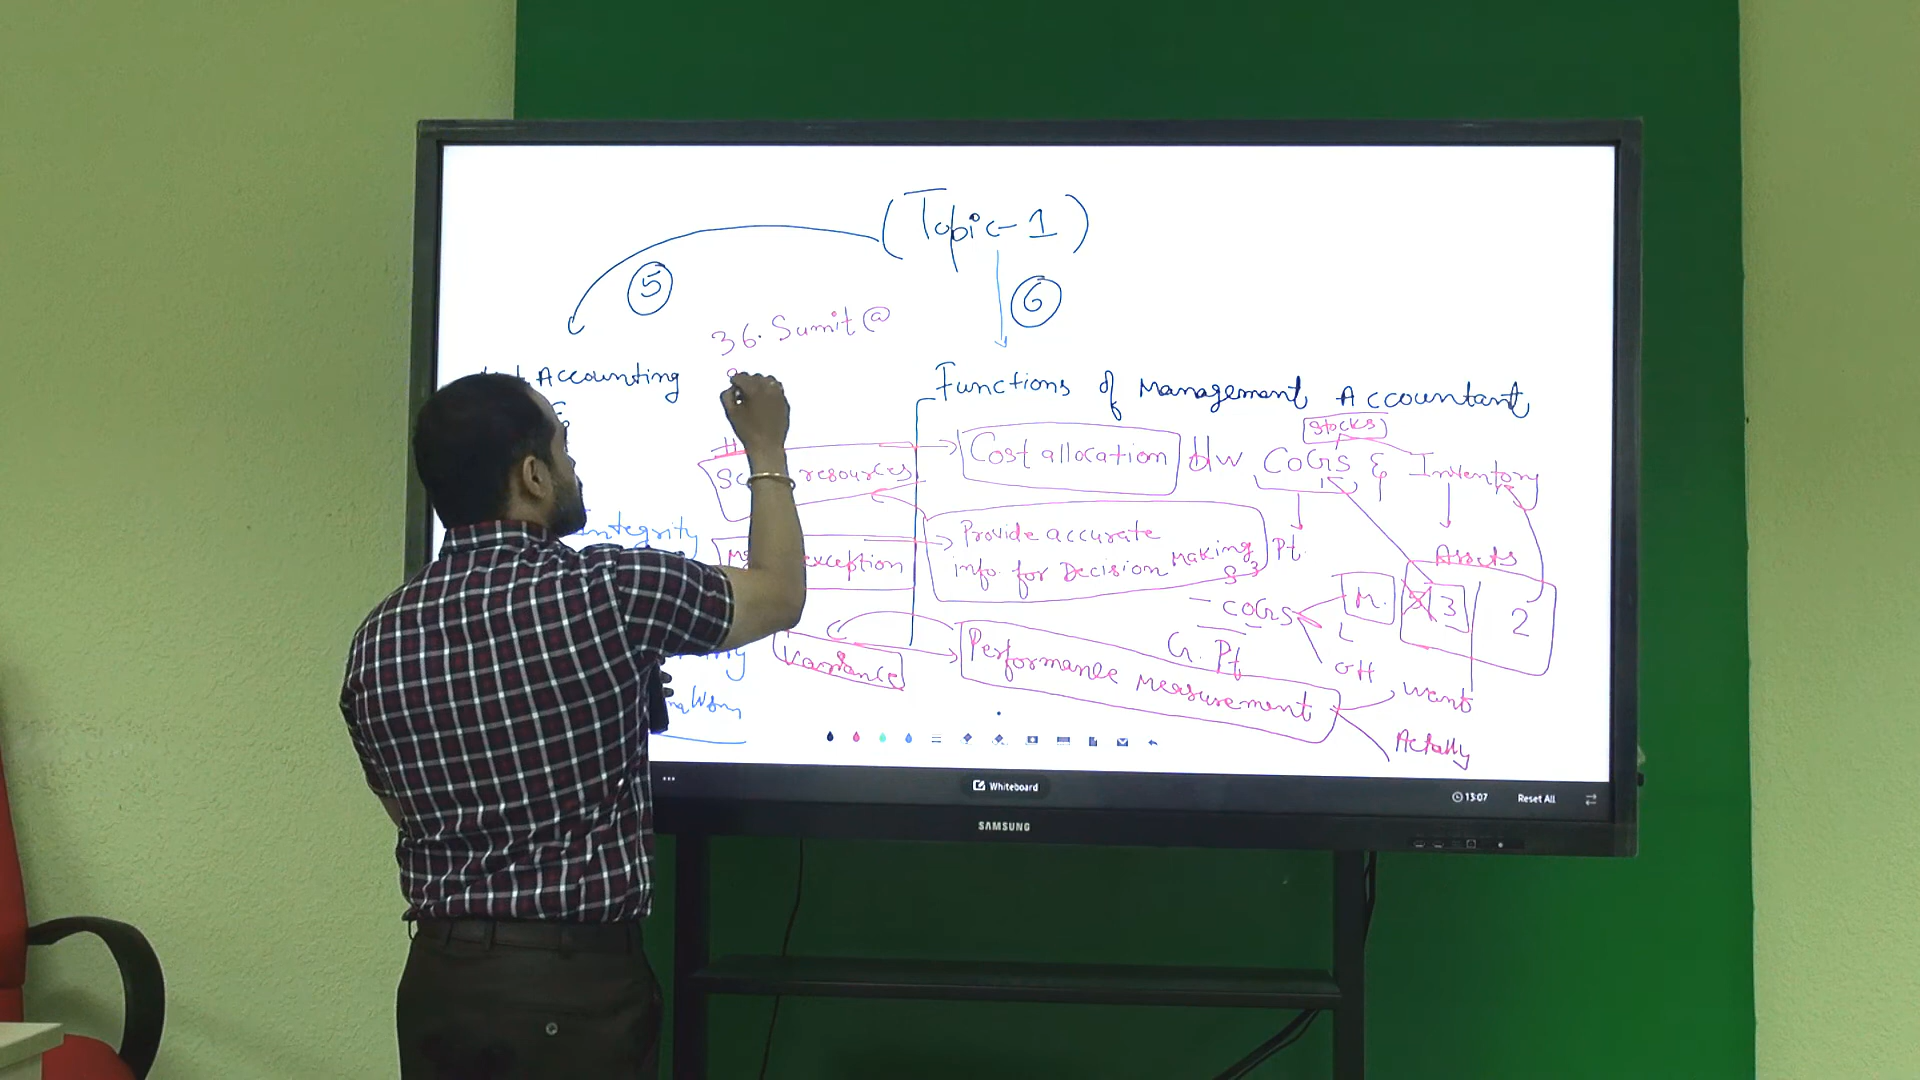 (Topic-1)
5
6
36. Sumit @
Accounting
Functions of Management Accountant
Stocks
resources
Cost allocation b/w COGS & Inventory
Integrity
exception
Provide accurate
info. for Decision Making
Pt.
Assets
- COGS
M.
3
2
L
OH
G. Pt
Variance
Performance measurement
want
Actally
Whiteboard
13:07
Reset All
SAMSUNG